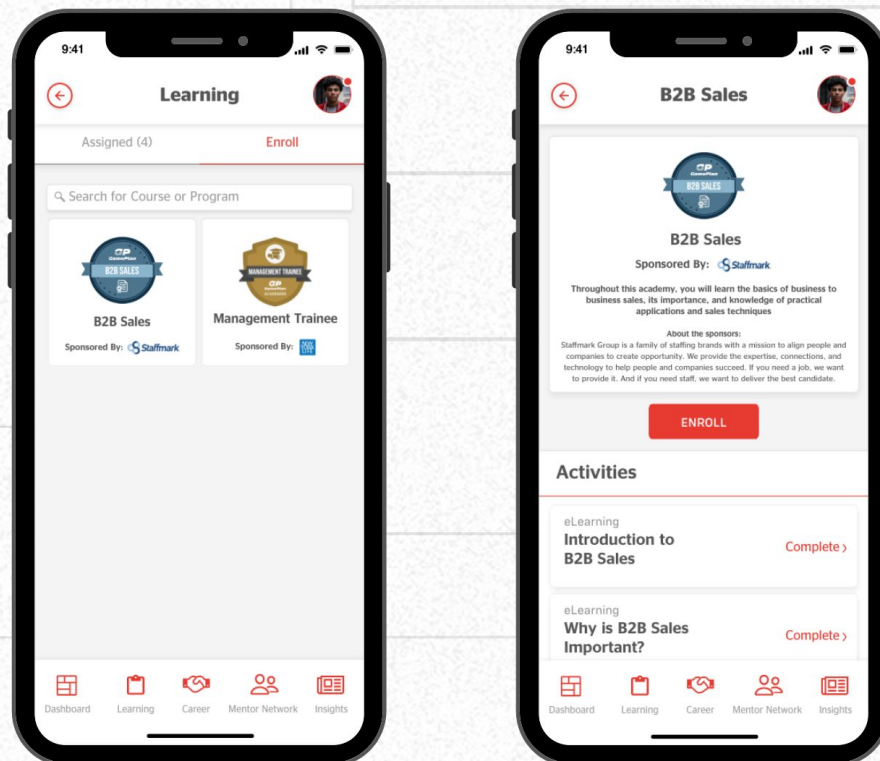 9:41
Learning
Assigned (4)
Enroll
Search for Course or Program
GP
GamePlan
B2B SALES
B2B Sales
Sponsored By: Staffmark
MANAGEMENT TRAINEE
GP
GamePlan
Management Trainee
Sponsored By: NEW YORK LIFE
Dashboard
Learning
Career
Mentor Network
Insights
9:41
B2B Sales
GP
GamePlan
B2B SALES
B2B Sales
Sponsored By: Staffmark
Throughout this academy, you will learn the basics of business to
business sales, its importance, and knowledge of practical
applications and sales techniques
About the sponsors:
Staffmark Group is a family of staffing brands with a mission to align people and
companies to create opportunity. We provide the expertise, connections, and
technology to help people and companies succeed. If you need a job, we want
to provide it. And if you need staff, we want to deliver the best candidate.
ENROLL
Activities
eLearning
Introduction to
B2B Sales
Complete ›
eLearning
Why is B2B Sales
Important?
Complete ›
Dashboard
Learning
Career
Mentor Network
Insights